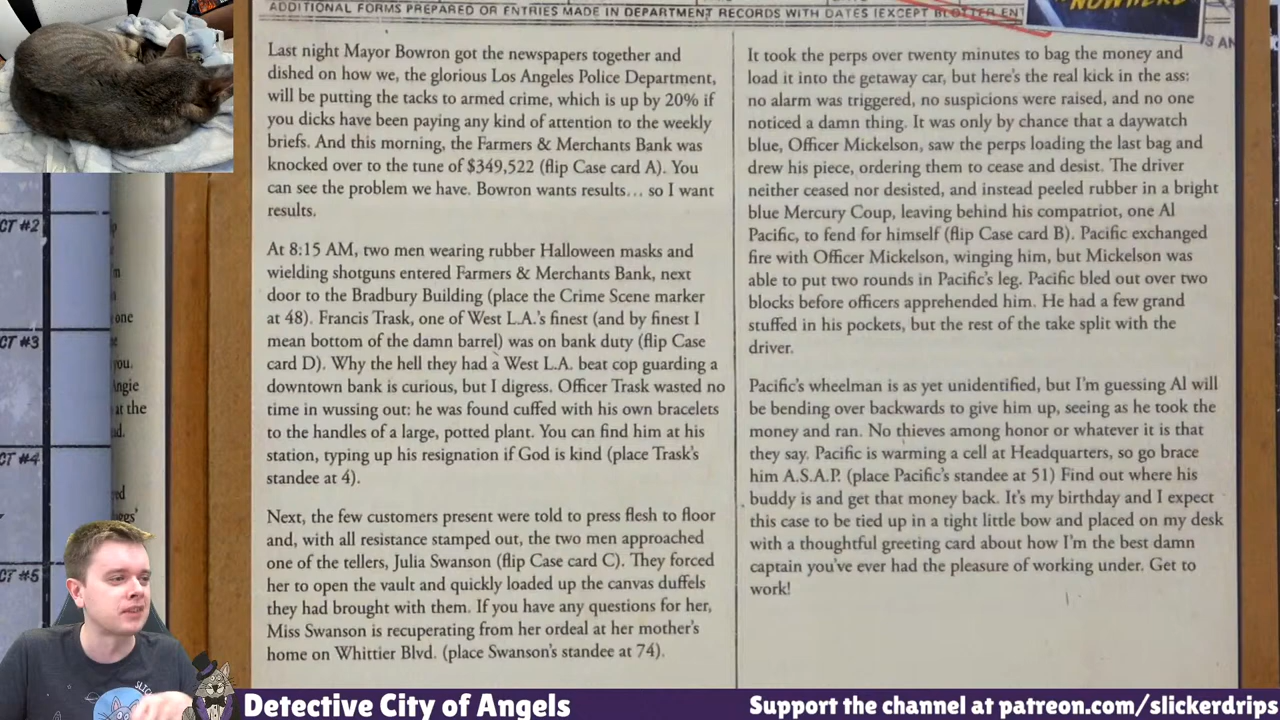 ADDITIONAL FORMS PREPARED OR ENTRIES MADE IN DEPARTMENT RECORDS WITH DATES (EXCEPT BLOTTER ENT
NOWHERE
IS AN
Last night Mayor Bowron got the newspapers together and
dished on how we, the glorious Los Angeles Police Department,
will be putting the tacks to armed crime, which is up by 20% if
you dicks have been paying any kind of attention to the weekly
briefs. And this morning, the Farmers & Merchants Bank was
knocked over to the tune of $349,522 (flip Case card A). You
can see the problem we have. Bowron wants results… so I want
results.
At 8:15 AM, two men wearing rubber Halloween masks and
wielding shotguns entered Farmers & Merchants Bank, next
door to the Bradbury Building (place the Crime Scene marker
at 48). Francis Trask, one of West L.A.'s finest (and by finest I
mean bottom of the damn barrel) was on bank duty (flip Case
card D). Why the hell they had a West L.A. beat cop guarding a
downtown bank is curious, but I digress. Officer Trask wasted no
time in wussing out: he was found cuffed with his own bracelets
to the handles of a large, potted plant. You can find him at his
station, typing up his resignation if God is kind (place Trask's
standee at 4).
Next, the few customers present were told to press flesh to floor
and, with all resistance stamped out, the two men approached
one of the tellers, Julia Swanson (flip Case card C). They forced
her to open the vault and quickly loaded up the canvas duffels
they had brought with them. If you have any questions for her,
Miss Swanson is recuperating from her ordeal at her mother's
home on Whittier Blvd. (place Swanson's standee at 74).
It took the perps over twenty minutes to bag the money and
load it into the getaway car, but here's the real kick in the ass:
no alarm was triggered, no suspicions were raised, and no one
noticed a damn thing. It was only by chance that a daywatch
blue, Officer Mickelson, saw the perps loading the last bag and
drew his piece, ordering them to cease and desist. The driver
neither ceased nor desisted, and instead peeled rubber in a bright
blue Mercury Coup, leaving behind his compatriot, one Al
Pacific, to fend for himself (flip Case card B). Pacific exchanged
fire with Officer Mickelson, winging him, but Mickelson was
able to put two rounds in Pacific's leg. Pacific bled out over two
blocks before officers apprehended him. He had a few grand
stuffed in his pockets, but the rest of the take split with the
driver.
Pacific's wheelman is as yet unidentified, but I'm guessing Al will
be bending over backwards to give him up, seeing as he took the
money and ran. No thieves among honor or whatever it is that
they say. Pacific is warming a cell at Headquarters, so go brace
him A.S.A.P. (place Pacific's standee at 51) Find out where his
buddy is and get that money back. It's my birthday and I expect
this case to be tied up in a tight little bow and placed on my desk
with a thoughtful greeting card about how I'm the best damn
captain you've ever had the pleasure of working under. Get to
work!
CT #2
CT #3
CT #4
CT #5
one
you.
Angie
at the
Detective City of Angels
Support the channel at patreon.com/slickerdrips